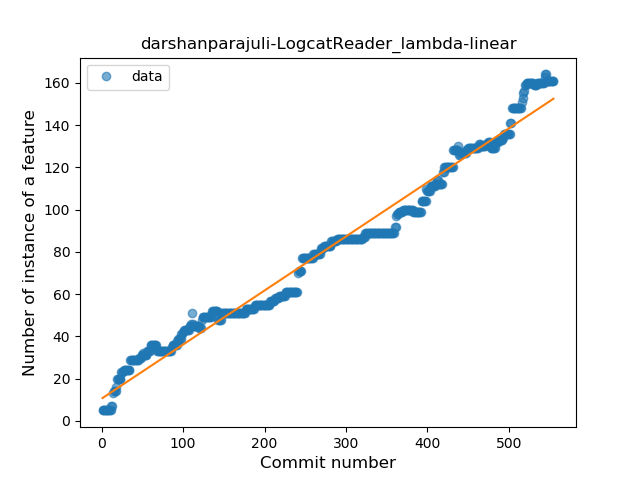 darshanparajuli-LogcatReader_lambda-linear
data
Number of instance of a feature
160
140
120
100
80
60
40
20
0
0 100 200 300 400 500
Commit number